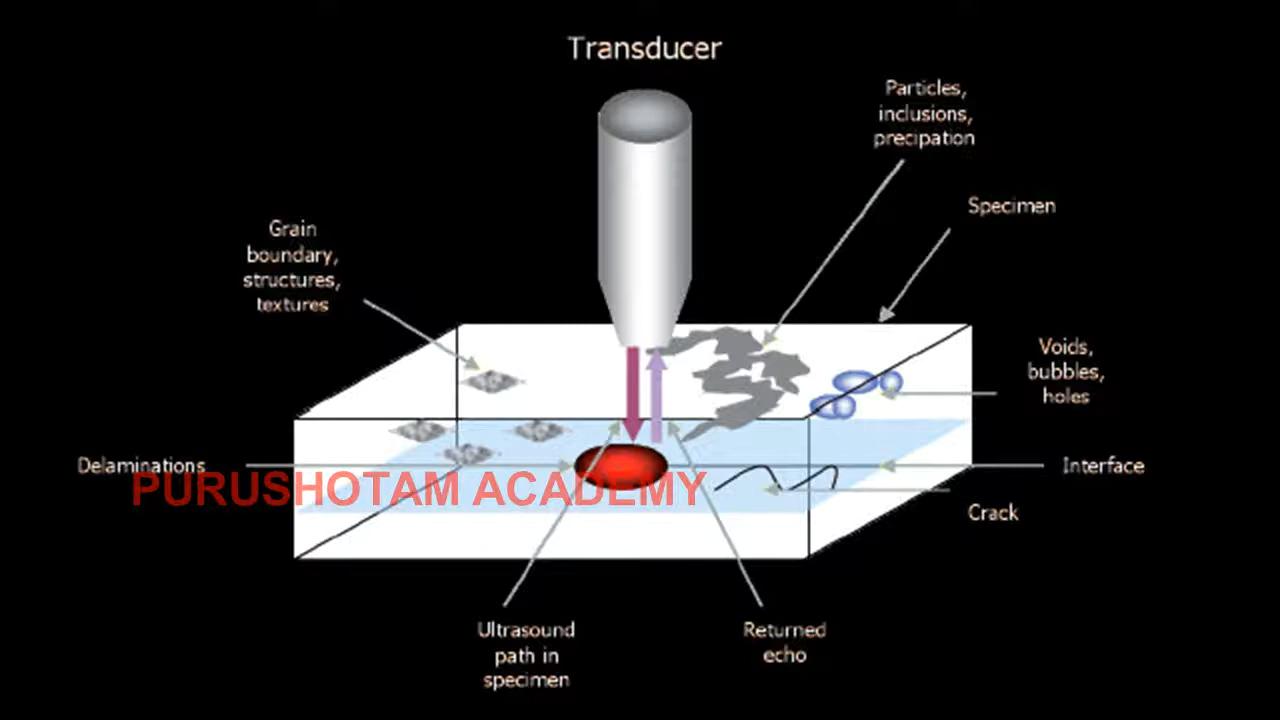 Transducer
Particles,
inclusions,
precipation
Specimen
Grain
boundary,
structures,
textures
Voids,
bubbles,
holes
Delaminations
Interface
PURUSHOTAM ACADEMY
Crack
Ultrasound
path in
specimen
Returned
echo